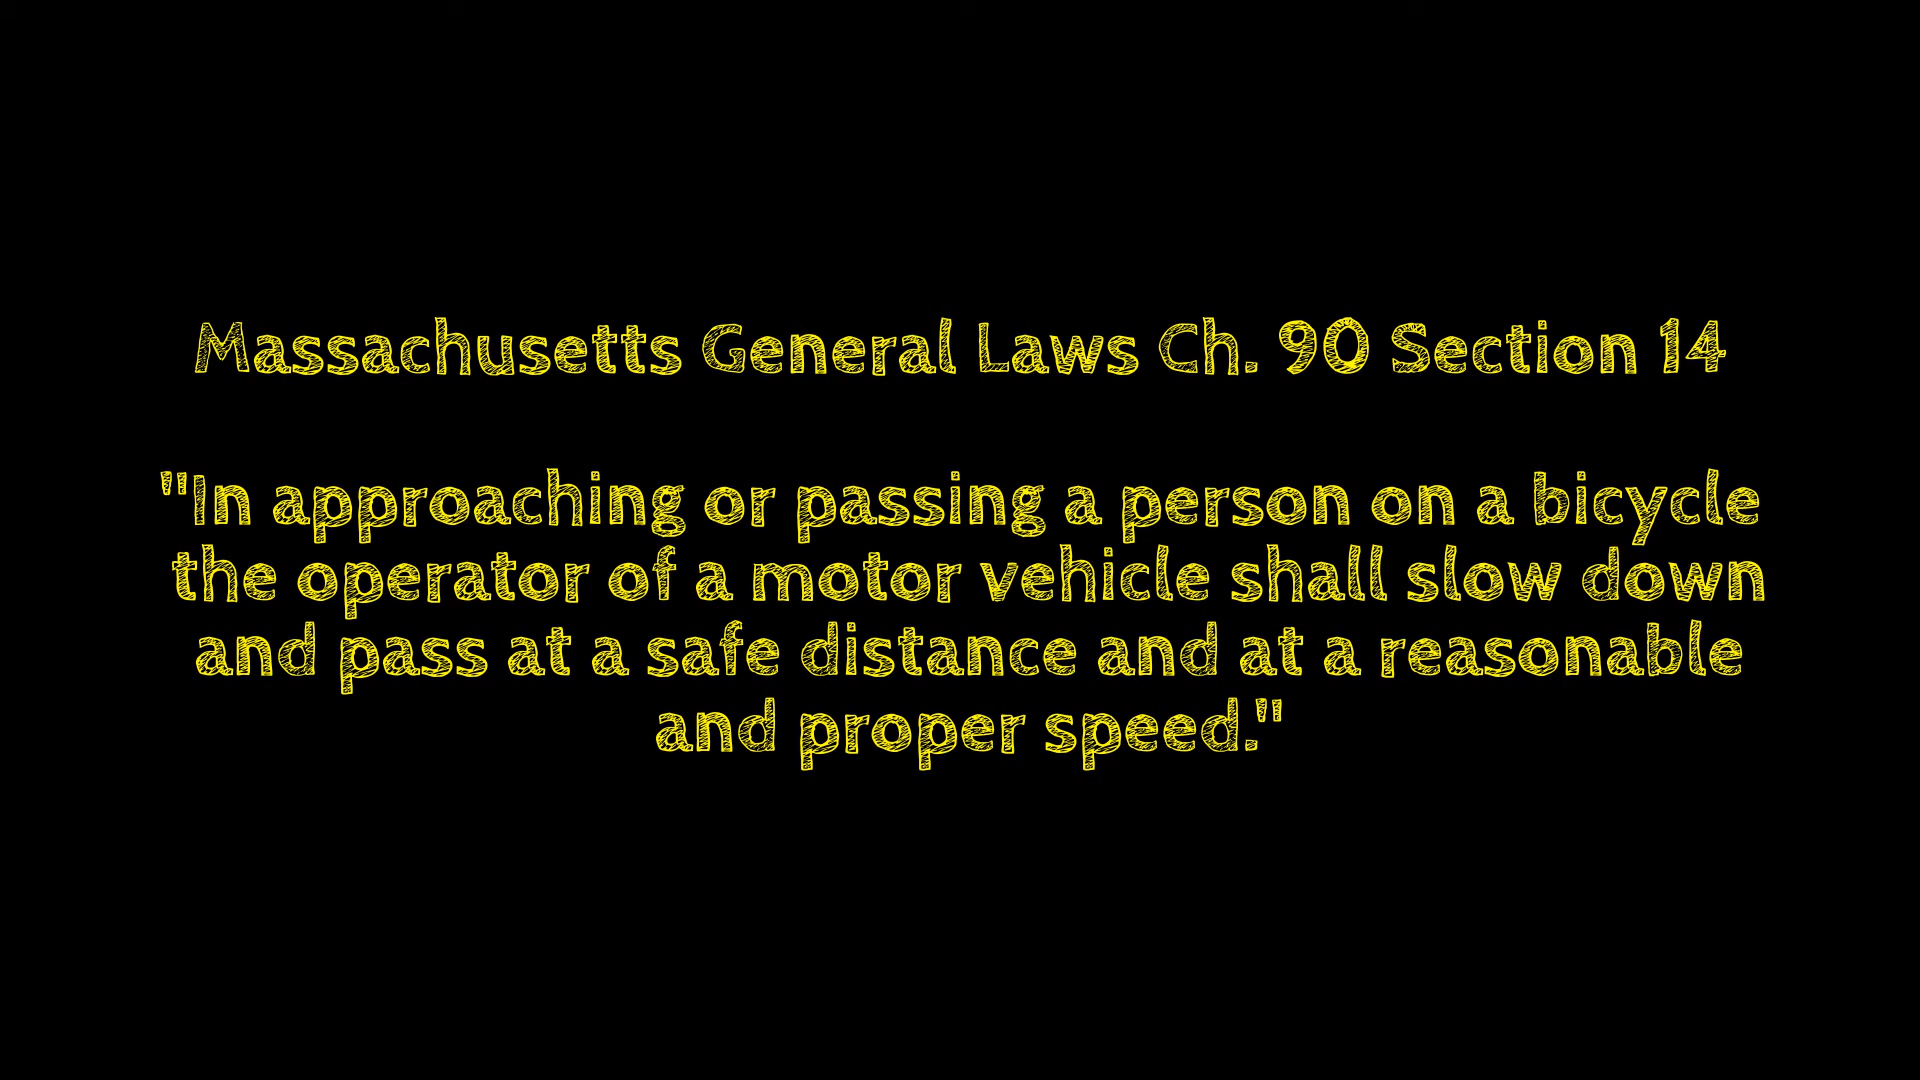 Massachusetts General Laws Ch. 90 Section 14
"In approaching or passing a person on a bicycle
the operator of a motor vehicle shall slow down
and pass at a safe distance and at a reasonable
and proper speed."